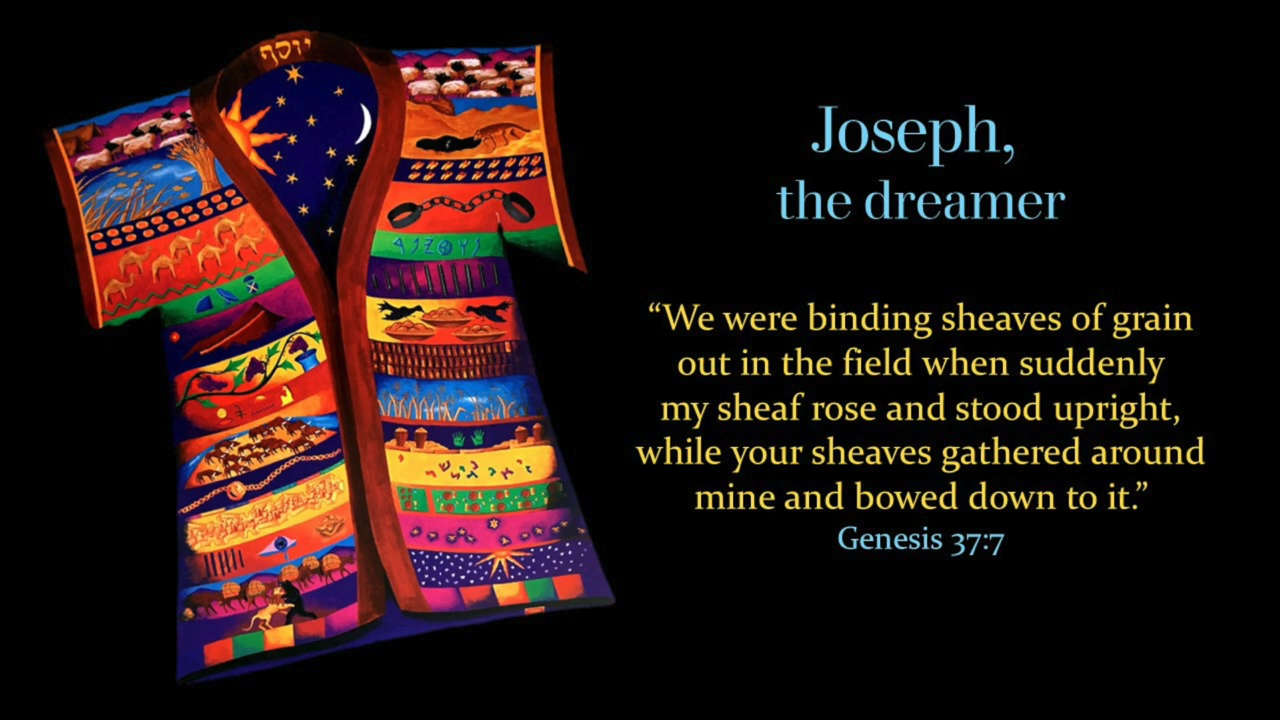 יוסף
Joseph,
the dreamer
“We were binding sheaves of grain
out in the field when suddenly
my sheaf rose and stood upright,
while your sheaves gathered around
mine and bowed down to it.”
Genesis 37:7